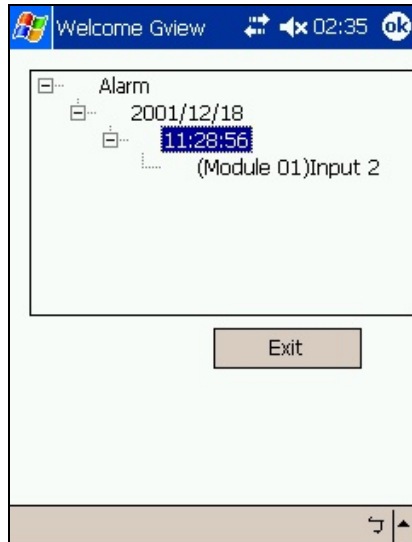 Welcome Gview 02:35 ok
Alarm
2001/12/18
11:28:56
(Module 01)Input 2
Exit